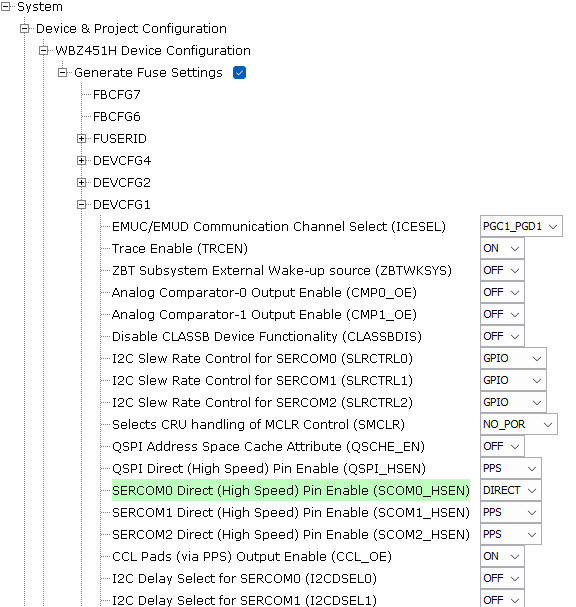 System
Device & Project Configuration
WBZ451H Device Configuration
Generate Fuse Settings
FBCFG7
FBCFG6
FUSERID
DEVCFG4
DEVCFG2
DEVCFG1
EMUC/EMUD Communication Channel Select (ICESEL) PGC1_PGD1
Trace Enable (TRCEN) ON
ZBT Subsystem External Wake-up source (ZBTWKSYS) OFF
Analog Comparator-0 Output Enable (CMP0_OE) OFF
Analog Comparator-1 Output Enable (CMP1_OE) OFF
Disable CLASSB Device Functionality (CLASSBDIS) OFF
I2C Slew Rate Control for SERCOM0 (SLRCTRL0) GPIO
I2C Slew Rate Control for SERCOM1 (SLRCTRL1) GPIO
I2C Slew Rate Control for SERCOM2 (SLRCTRL2) GPIO
Selects CRU handling of MCLR Control (SMCLR) NO_POR
QSPI Address Space Cache Attribute (QSCHE_EN) OFF
QSPI Direct (High Speed) Pin Enable (QSPI_HSEN) PPS
SERCOM0 Direct (High Speed) Pin Enable (SCOM0_HSEN) DIRECT
SERCOM1 Direct (High Speed) Pin Enable (SCOM1_HSEN) PPS
SERCOM2 Direct (High Speed) Pin Enable (SCOM2_HSEN) PPS
CCL Pads (via PPS) Output Enable (CCL_OE) ON
I2C Delay Select for SERCOM0 (I2CDSEL0) OFF
I2C Delay Select for SERCOM1 (I2CDSEL1) OFF